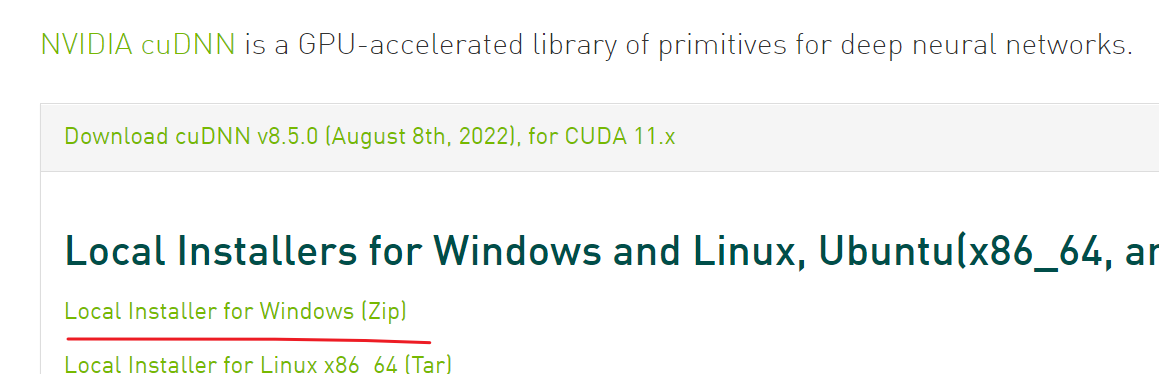 NVIDIA cuDNN is a GPU-accelerated library of primitives for deep neural networks.
Download cuDNN v8.5.0 (August 8th, 2022), for CUDA 11.x
Local Installers for Windows and Linux, Ubuntu(x86_64, ar
Local Installer for Windows (Zip)
Local Installer for Linux x86_64 (Tar)